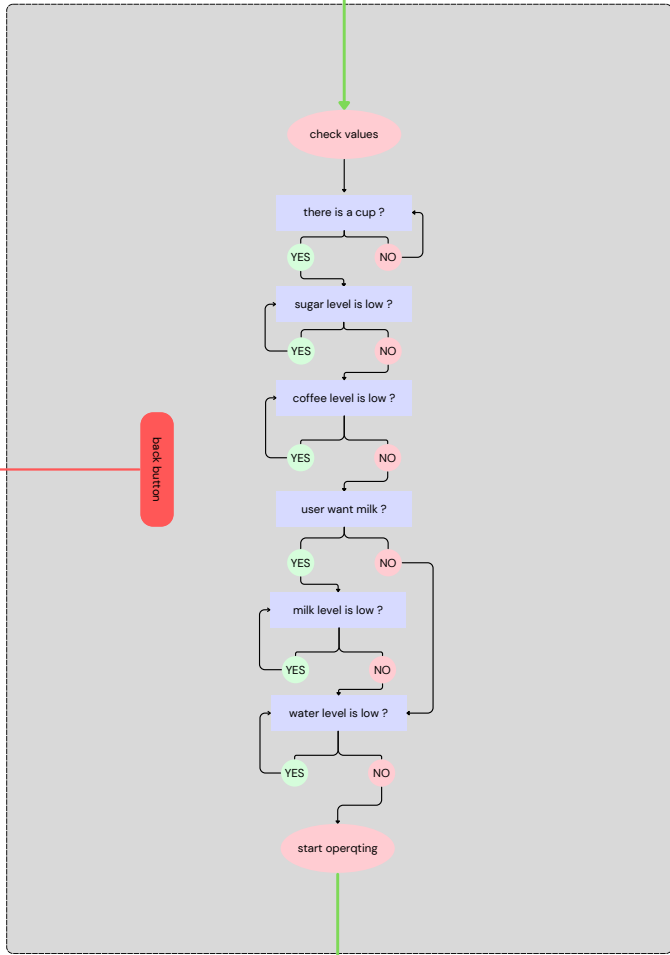 check values
there is a cup ?
YES
NO
sugar level is low ?
YES
NO
coffee level is low ?
back button
YES
NO
user want milk ?
YES
NO
milk level is low ?
YES
NO
water level is low ?
YES
NO
start operqting